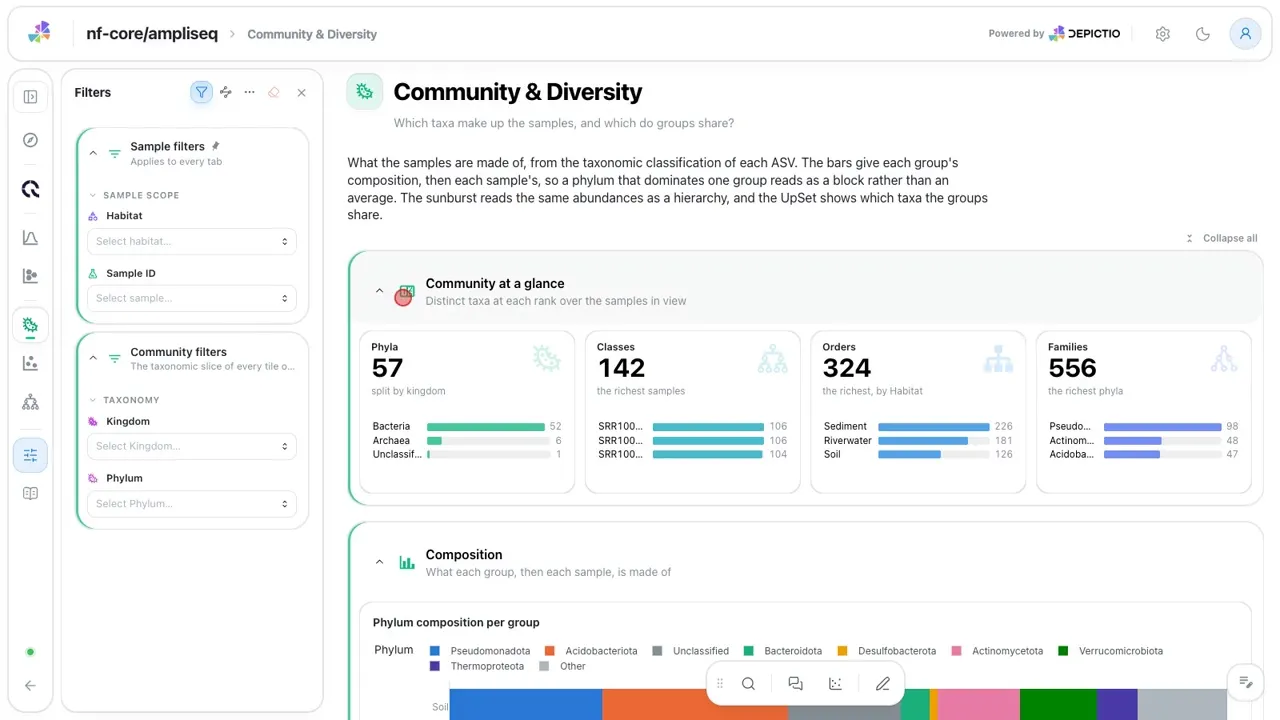 nf-core/ampliseq
Community & Diversity
Powered by DEPICTIO
Filters
Sample filters
Applies to every tab
SAMPLE SCOPE
Habitat
Select habitat...
Sample ID
Select sample...
Community filters
The taxonomic slice of every tile o...
TAXONOMY
Kingdom
Select Kingdom...
Phylum
Select Phylum...
Community & Diversity
Which taxa make up the samples, and which do groups share?
What the samples are made of, from the taxonomic classification of each ASV. The bars give each group's
composition, then each sample's, so a phylum that dominates one group reads as a block rather than an
average. The sunburst reads the same abundances as a hierarchy, and the UpSet shows which taxa the groups
share.
Collapse all
Community at a glance
Distinct taxa at each rank over the samples in view
Phyla
57
split by kingdom
Bacteria 52
Archaea 6
Unclassif... 1
Classes
142
the richest samples
SRR100... 106
SRR100... 106
SRR100... 104
Orders
324
the richest, by Habitat
Sediment 226
Riverwater 181
Soil 126
Families
556
the richest phyla
Pseudo... 98
Actinom... 48
Acidoba... 47
Composition
What each group, then each sample, is made of
Phylum composition per group
Phylum Pseudomonadota Acidobacteriota Unclassified Bacteroidota Desulfobacterota Actinomycetota Verrucomicrobiota
Thermoproteota Other
Soil